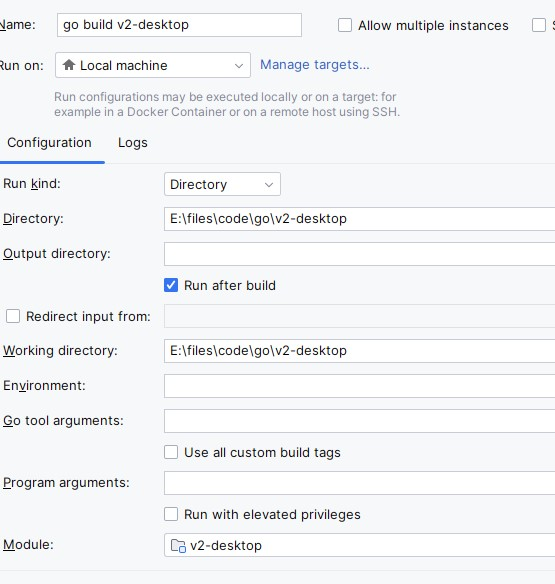 Name: go build v2-desktop Allow multiple instances
Run on: Local machine Manage targets...
Run configurations may be executed locally or on a target: for
example in a Docker Container or on a remote host using SSH.
Configuration Logs
Run kind: Directory
Directory: E:\files\code\go\v2-desktop
Output directory:
Run after build
Redirect input from:
Working directory: E:\files\code\go\v2-desktop
Environment:
Go tool arguments:
Use all custom build tags
Program arguments:
Run with elevated privileges
Module: v2-desktop